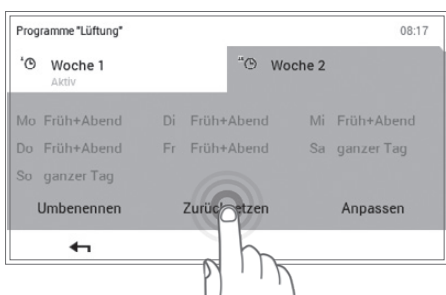 Programme "Lüftung" 08:17
Woche 1 Woche 2
Aktiv
Mo Früh+Abend Di Früh+Abend Mi Früh+Abend
Do Früh+Abend Fr Früh+Abend Sa ganzer Tag
So ganzer Tag
Umbenennen Zurücksetzen Anpassen